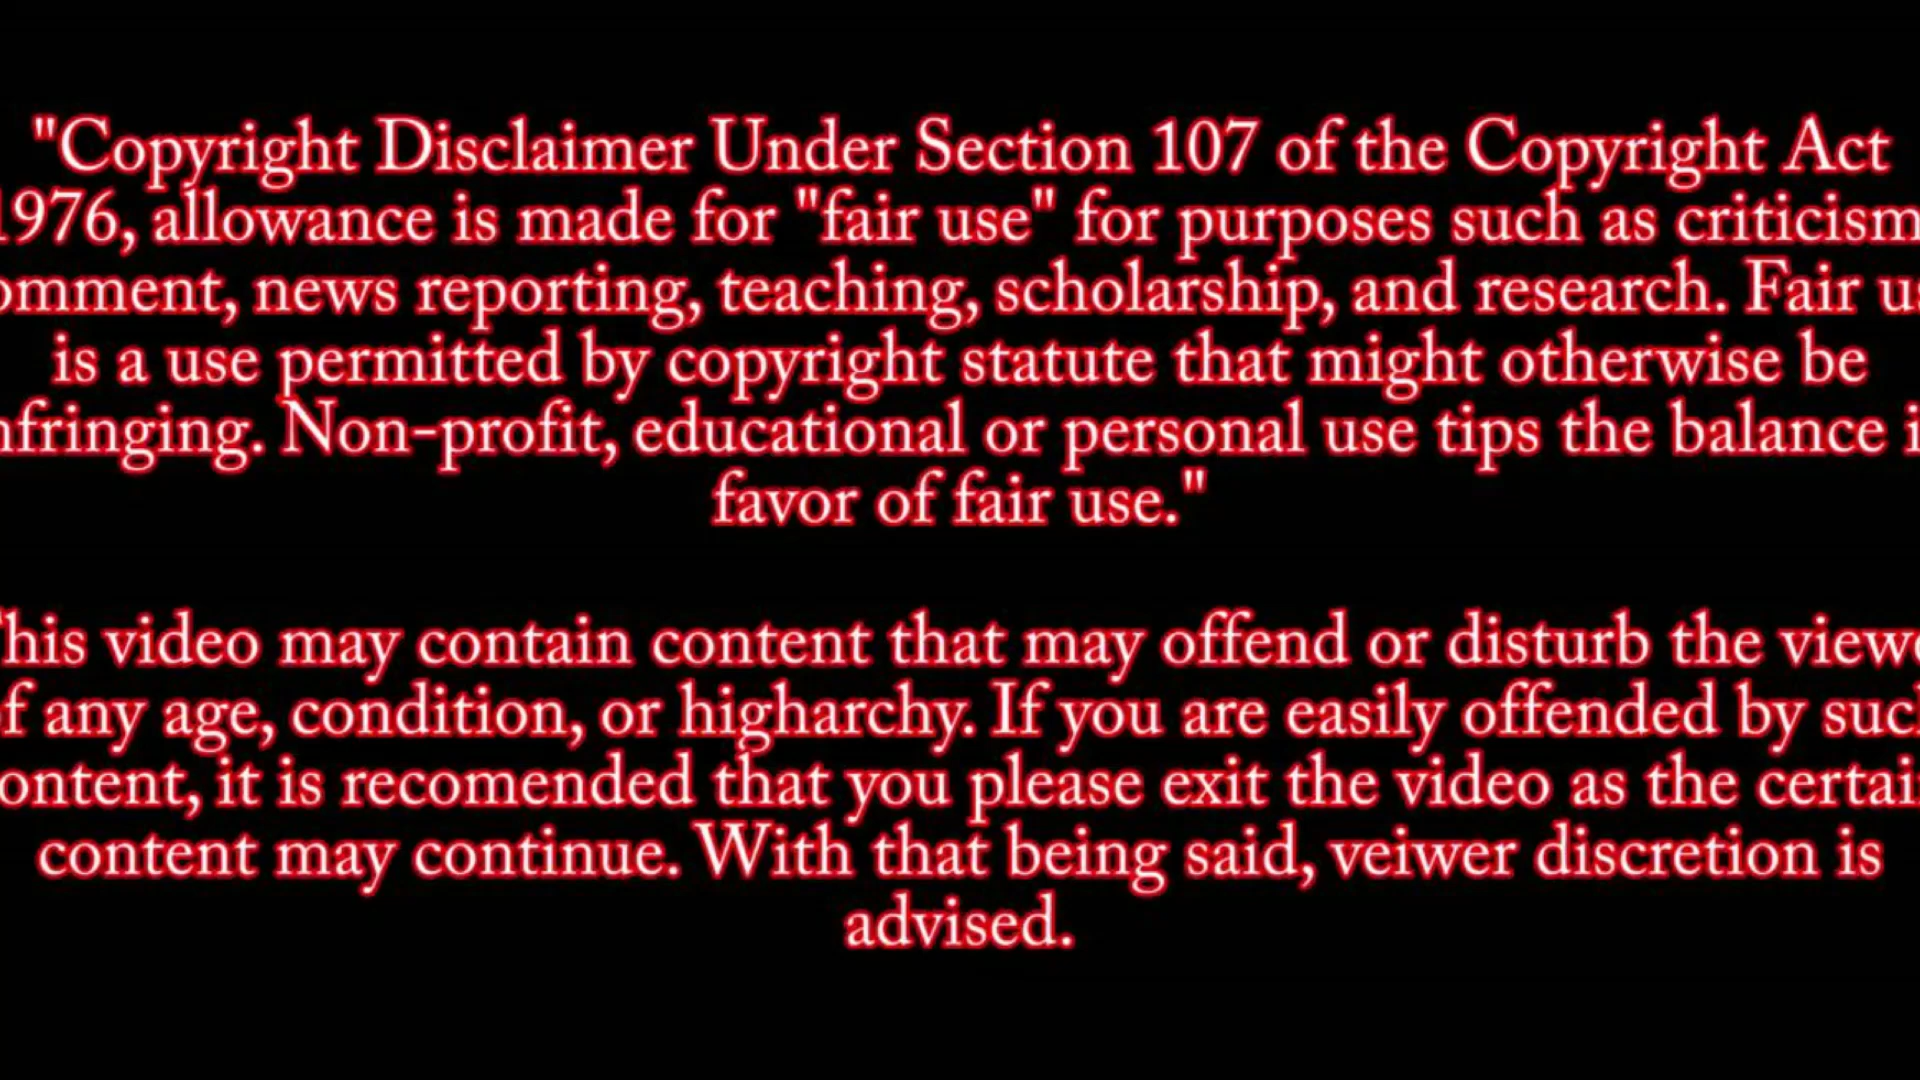 "Copyright Disclaimer Under Section 107 of the Copyright Act
1976, allowance is made for "fair use" for purposes such as criticism
omment, news reporting, teaching, scholarship, and research. Fair us
is a use permitted by copyright statute that might otherwise be
nfringing. Non-profit, educational or personal use tips the balance i
favor of fair use."
This video may contain content that may offend or disturb the viewe
of any age, condition, or higharchy. If you are easily offended by such
ontent, it is recomended that you please exit the video as the certain
content may continue. With that being said, veiwer discretion is
advised.